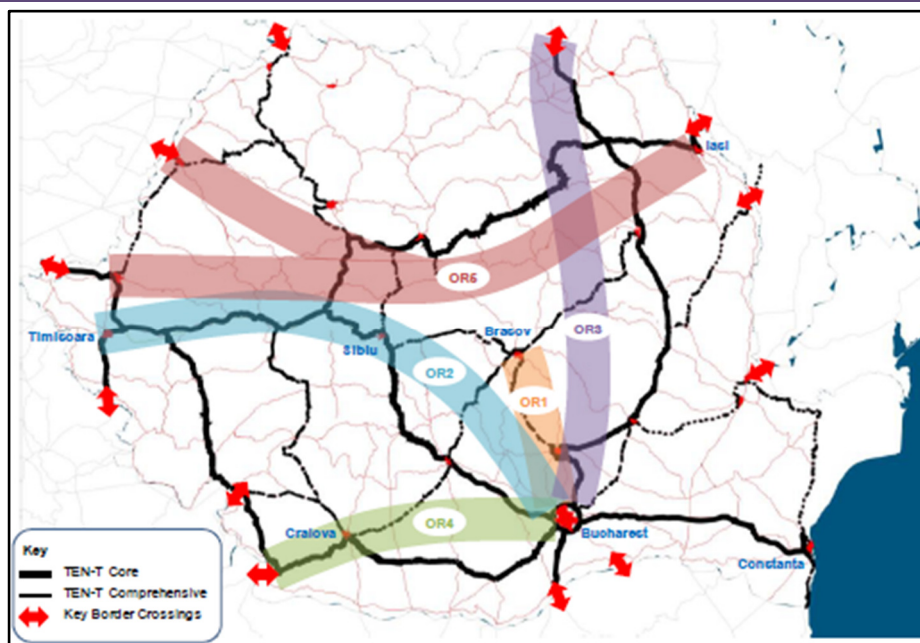 Iasi
OR5
Timisoara
Brasov
OR3
Sibiu
OR2
OR1
OR4
Craiova
Bucharest
Constanta
Key
TEN-T Core
TEN-T Comprehensive
Key Border Crossings